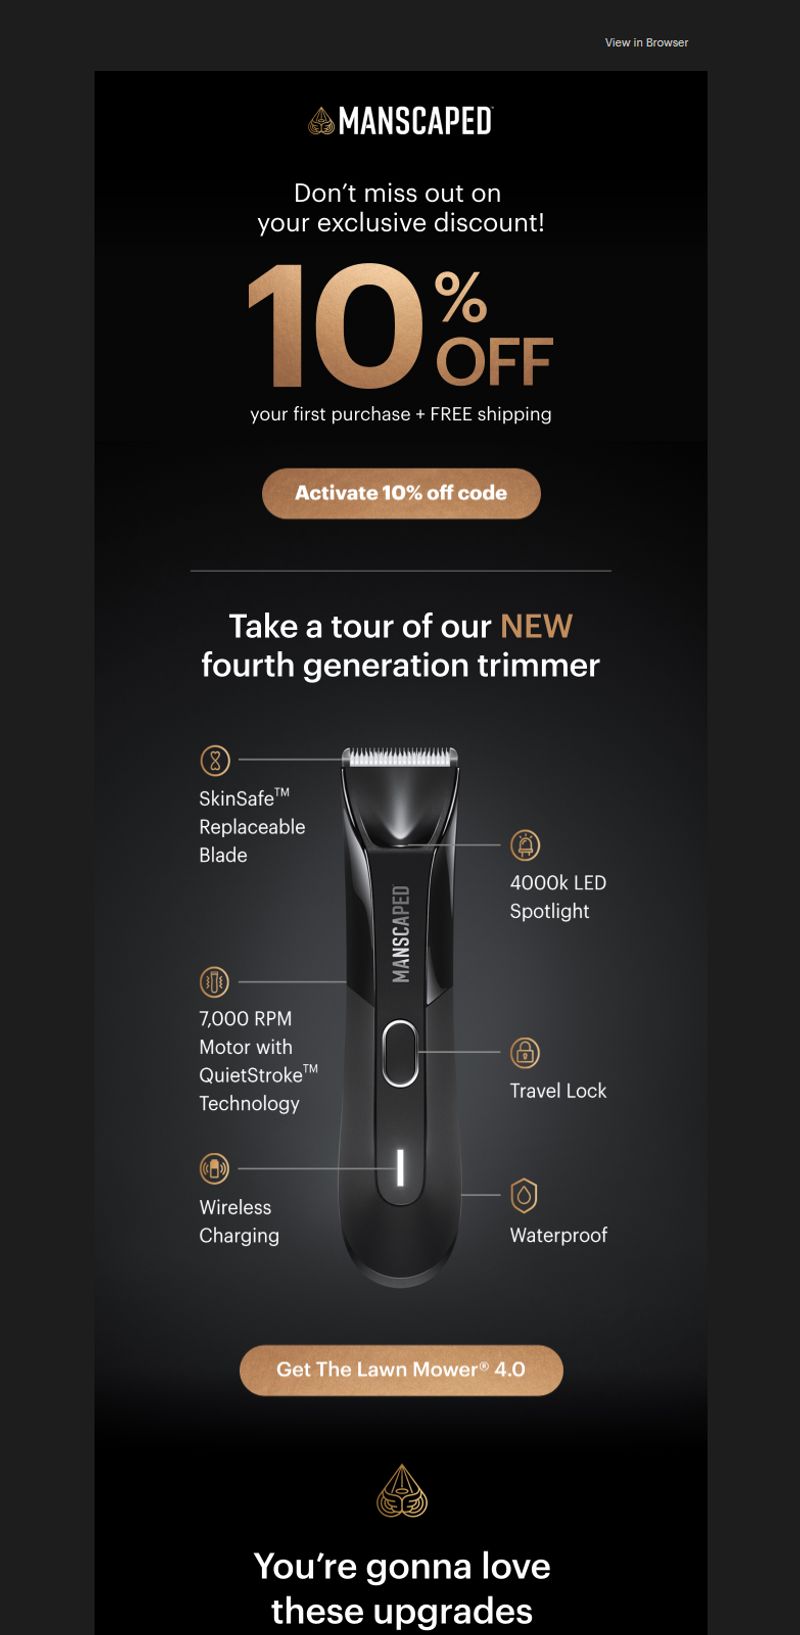 View in Browser
MANSCAPED
Don't miss out on
your exclusive discount!
10% OFF
your first purchase + FREE shipping
Activate 10% off code
Take a tour of our NEW
fourth generation trimmer
SkinSafe™
Replaceable
Blade
4000k LED
Spotlight
MANSCAPED
7,000 RPM
Motor with
QuietStroke™
Technology
Travel Lock
Wireless
Charging
Waterproof
Get The Lawn Mower® 4.0
You're gonna love
these upgrades